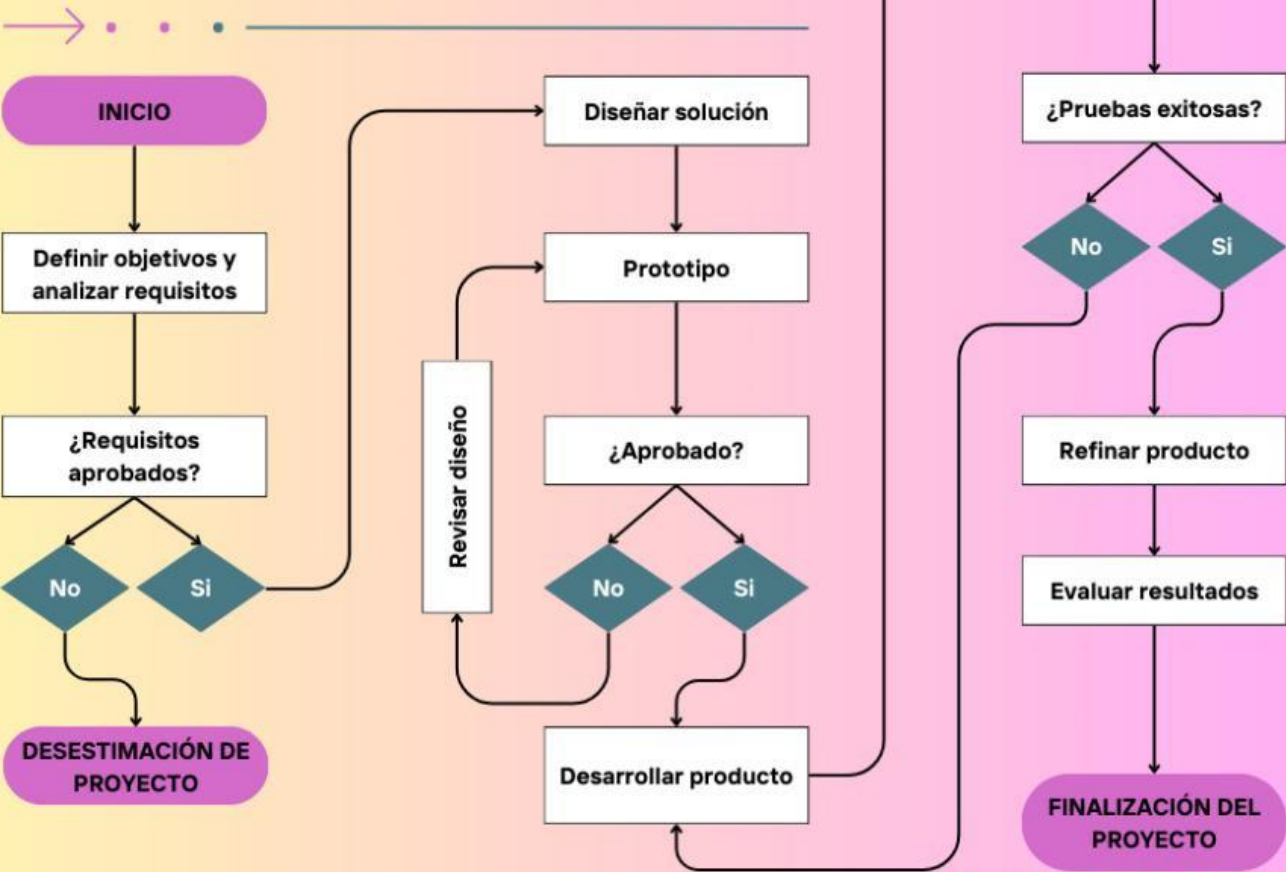 INICIO
Definir objetivos y
analizar requisitos
¿Requisitos
aprobados?
No
Si
DESESTIMACIÓN DE
PROYECTO
Diseñar solución
Prototipo
Revisar diseño
¿Aprobado?
No
Si
Desarrollar producto
¿Pruebas exitosas?
No
Si
Refinar producto
Evaluar resultados
FINALIZACIÓN DEL
PROYECTO